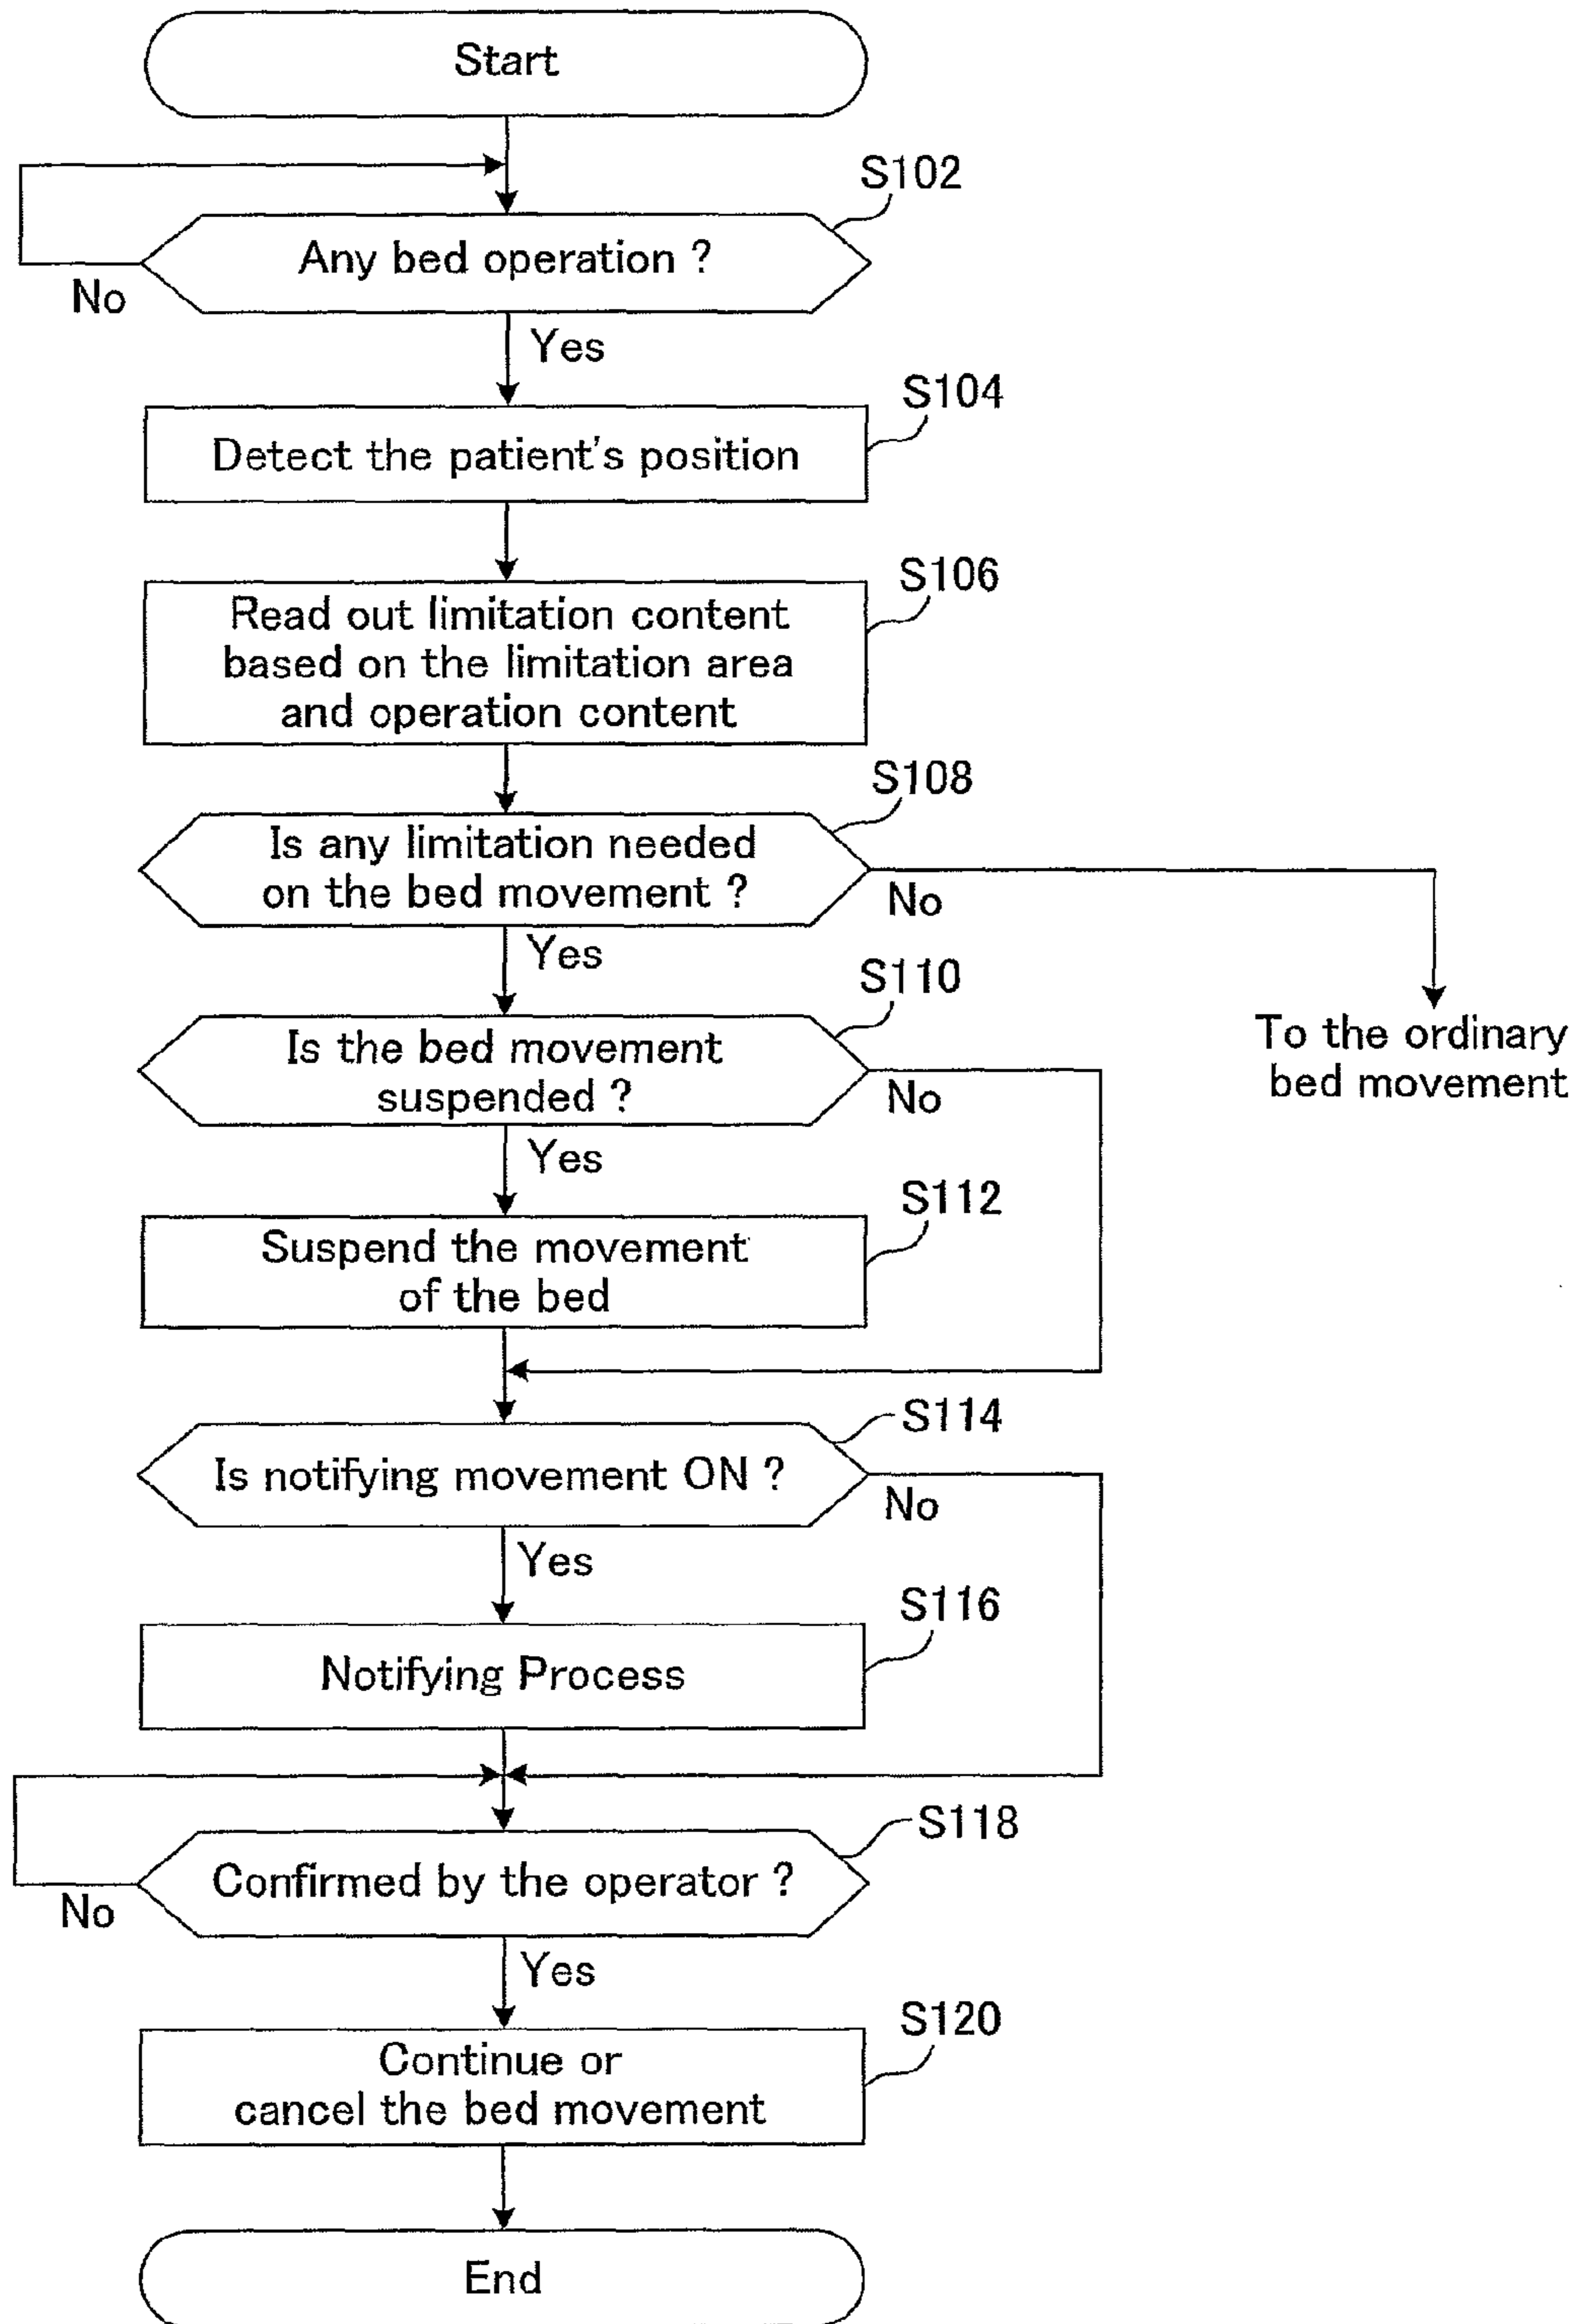 Start
S102
Any bed operation ?
No
Yes
S104
Detect the patient's position
S106
Read out limitation content
based on the limitation area
and operation content
S108
Is any limitation needed
on the bed movement ?
No
Yes
S110
To the ordinary
bed movement
Is the bed movement
suspended ?
No
Yes
S112
Suspend the movement
of the bed
S114
Is notifying movement ON ?
No
Yes
S116
Notifying Process
S118
Confirmed by the operator ?
No
Yes
S120
Continue or
cancel the bed movement
End